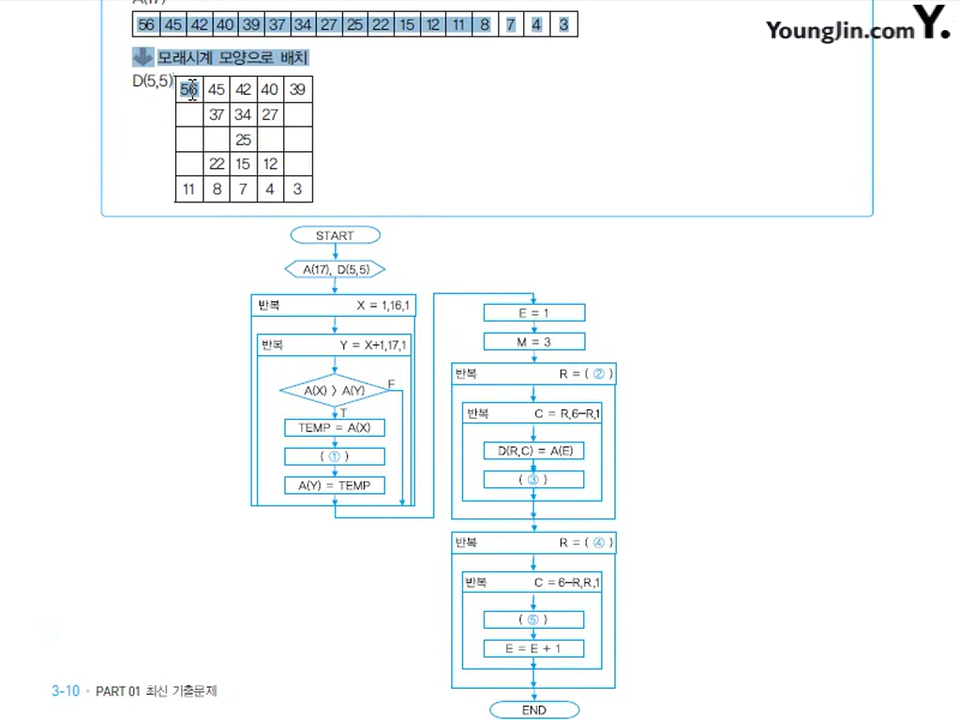 A(17)
56 45 42 40 39 37 34 27 25 22 15 12 11 8 7 4 3
YoungJin.com Y.
모래시계 모양으로 배치
D(5,5)
56 45 42 40 39
37 34 27
25
22 15 12
11 8 7 4 3
START
A(17), D(5,5)
반복 X = 1,16,1
반복 Y = X+1,17,1
A(X) > A(Y)
F
T
TEMP = A(X)
( ① )
A(Y) = TEMP
E = 1
M = 3
반복 R = ( ② )
반복 C = R,6-R,1
D(R,C) = A(E)
( ③ )
반복 R = ( ④ )
반복 C = 6-R,R,1
( ⑤ )
E = E + 1
END
3-10 • PART 01 최신 기출문제